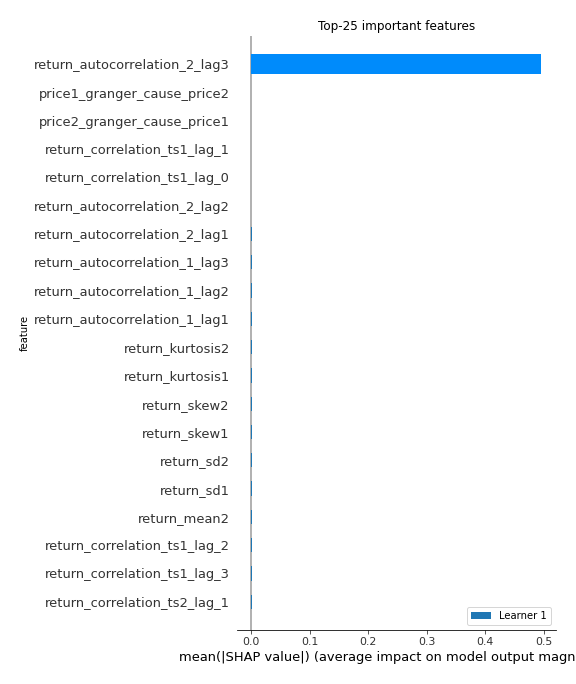 Top-25 important features
return_autocorrelation_2_lag3
price1_granger_cause_price2
price2_granger_cause_price1
return_correlation_ts1_lag_1
return_correlation_ts1_lag_0
return_autocorrelation_2_lag2
return_autocorrelation_2_lag1
return_autocorrelation_1_lag3
return_autocorrelation_1_lag2
return_autocorrelation_1_lag1
feature
return_kurtosis2
return_kurtosis1
return_skew2
return_skew1
return_sd2
return_sd1
return_mean2
return_correlation_ts1_lag_2
return_correlation_ts1_lag_3
return_correlation_ts2_lag_1
Learner 1
0.0 0.1 0.2 0.3 0.4 0.5
mean(|SHAP value|) (average impact on model output magn